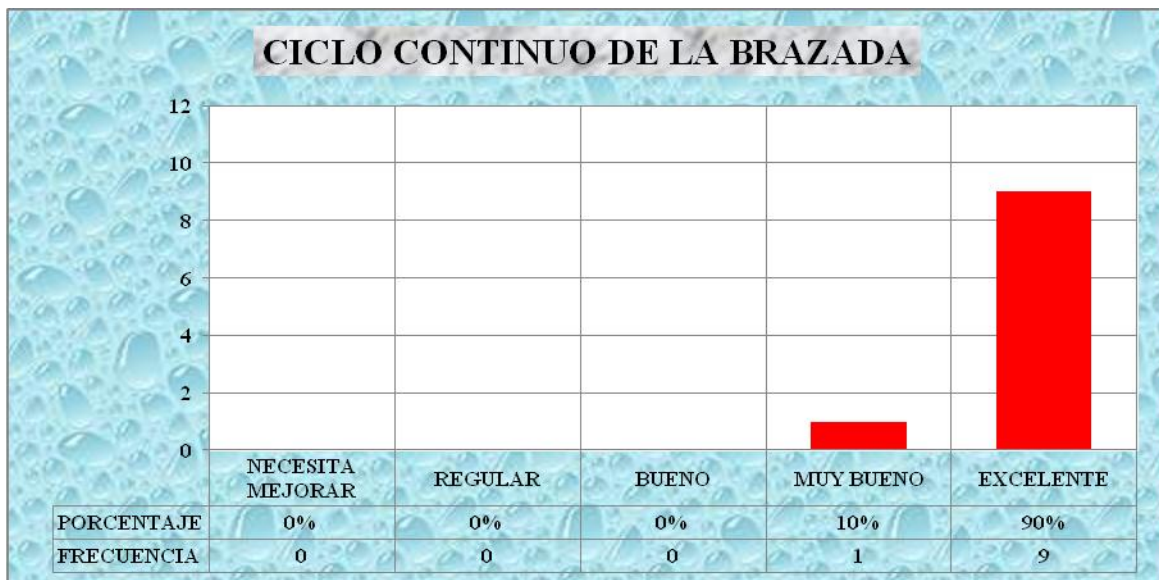 CICLO CONTINUO DE LA BRAZADA
12
10
8
6
4
2
0
NECESITA MEJORAR REGULAR BUENO MUY BUENO EXCELENTE
PORCENTAJE 0% 0% 0% 10% 90%
FRECUENCIA 0 0 0 1 9